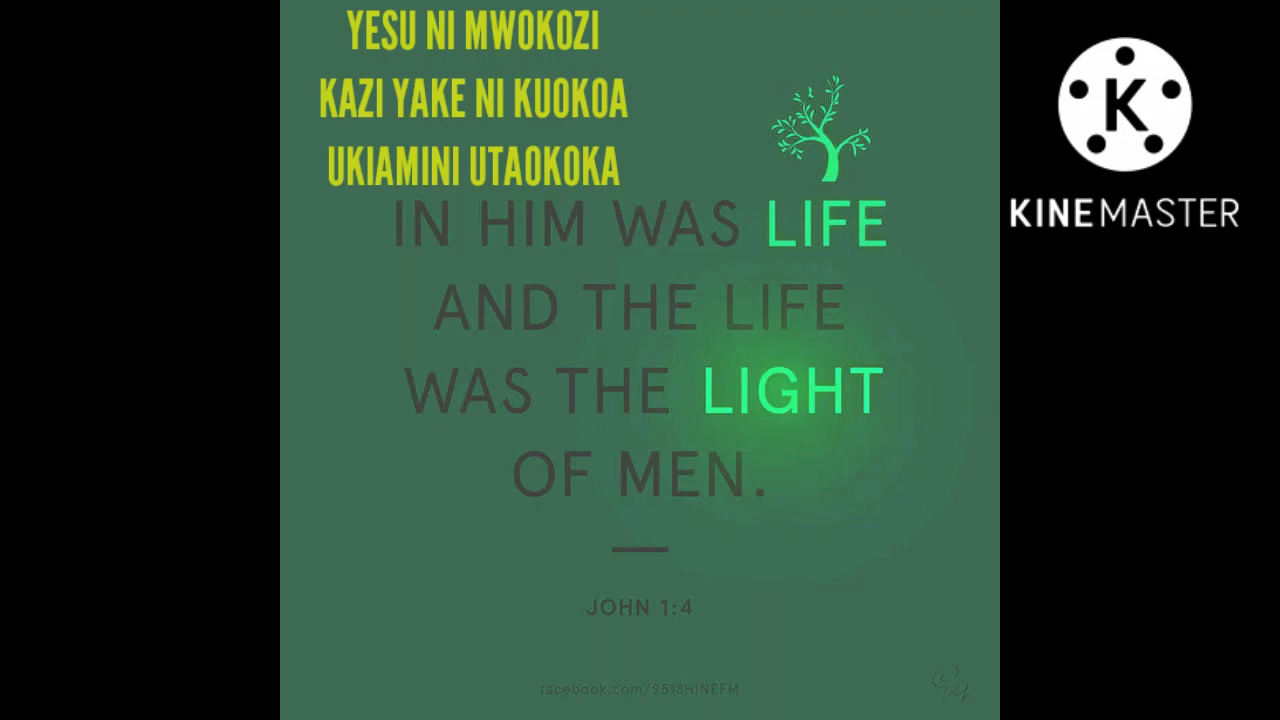 YESU NI MWOKOZI
KAZI YAKE NI KUOKOA
UKIAMINI UTAOKOKA
IN HIM WAS LIFE
AND THE LIFE
WAS THE LIGHT
OF MEN.
JOHN 1:4
facebook.com/951SHINEFM
K
KINEMASTER